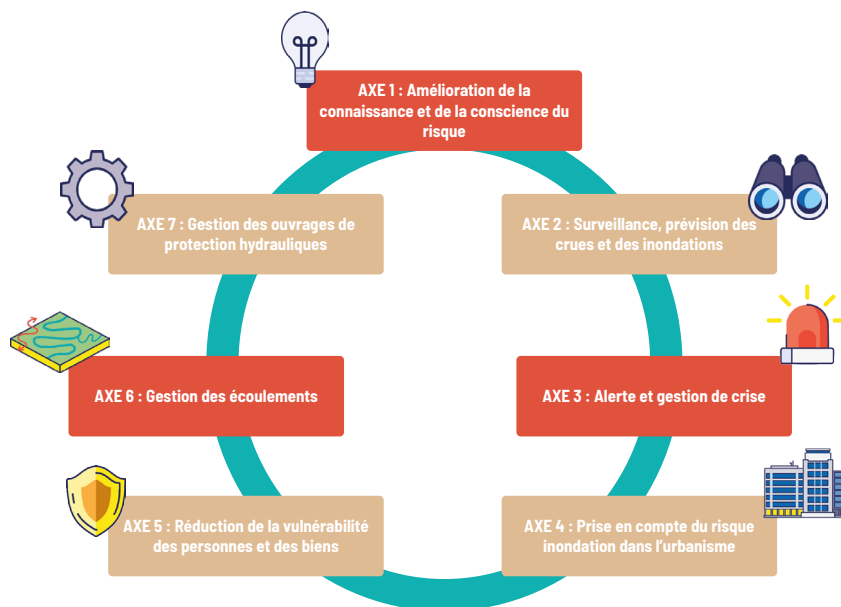 AXE 1 : Amélioration de la
connaissance et de la conscience du
risque
AXE 2 : Surveillance, prévision des
crues et des inondations
AXE 3 : Alerte et gestion de crise
AXE 4 : Prise en compte du risque
inondation dans l'urbanisme
AXE 5 : Réduction de la vulnérabilité
des personnes et des biens
AXE 6 : Gestion des écoulements
AXE 7 : Gestion des ouvrages de
protection hydrauliques